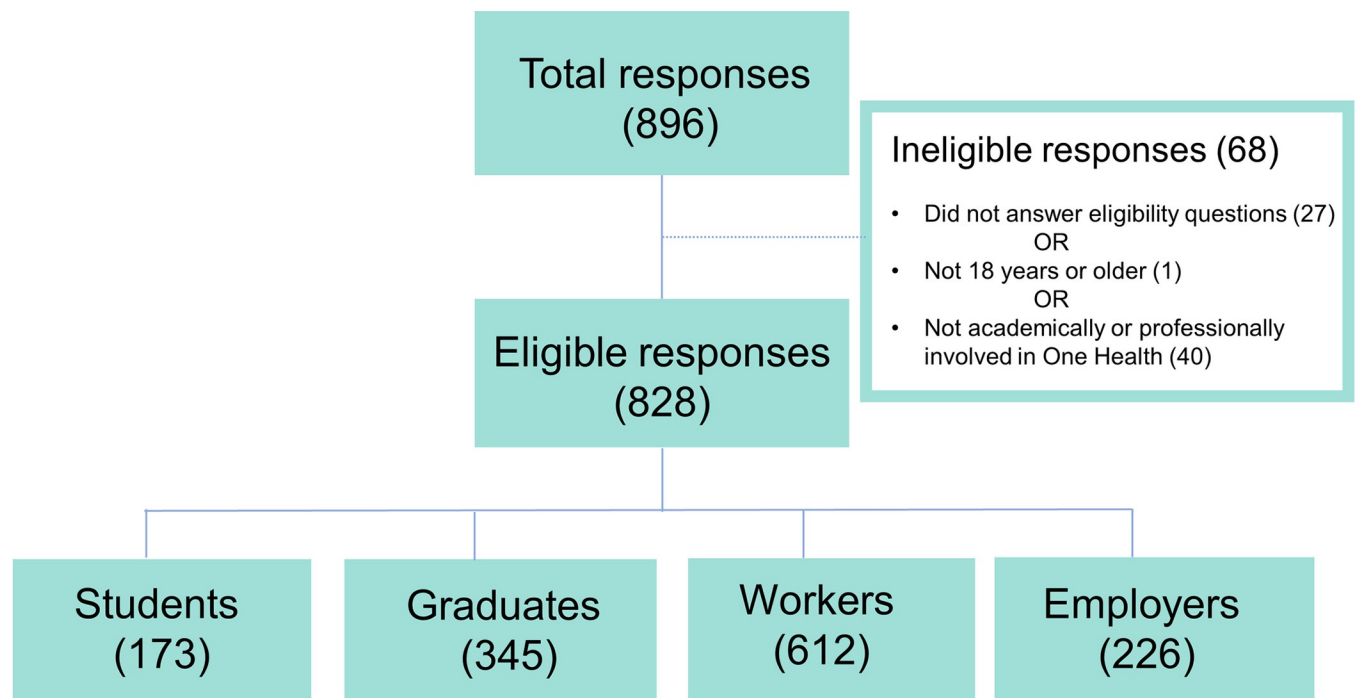 Total responses
(896)
Ineligible responses (68)
• Did not answer eligibility questions (27)
OR
• Not 18 years or older (1)
OR
• Not academically or professionally
involved in One Health (40)
Eligible responses
(828)
Students
(173)
Graduates
(345)
Workers
(612)
Employers
(226)